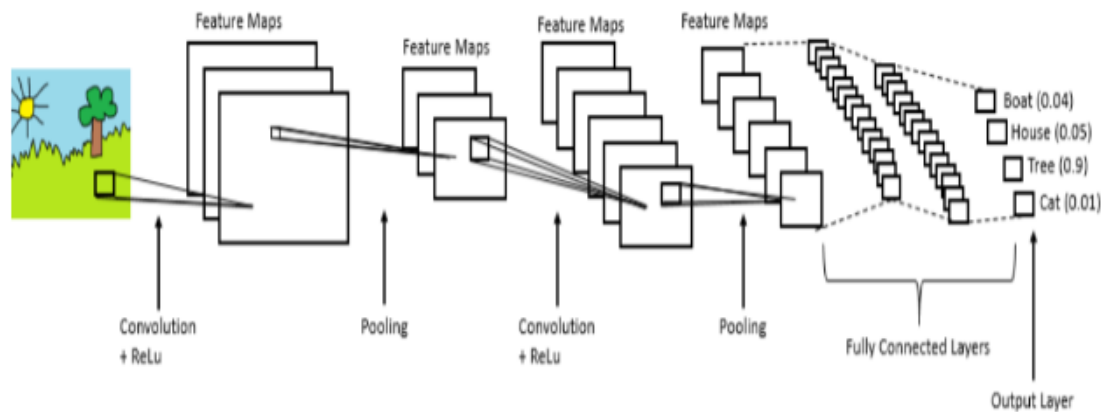 Feature Maps
Feature Maps
Feature Maps
Feature Maps
Boat (0.04)
House (0.05)
Tree (0.9)
Cat (0.01)
Convolution
+ ReLu
Pooling
Convolution
+ ReLu
Pooling
Fully Connected Layers
Output Layer